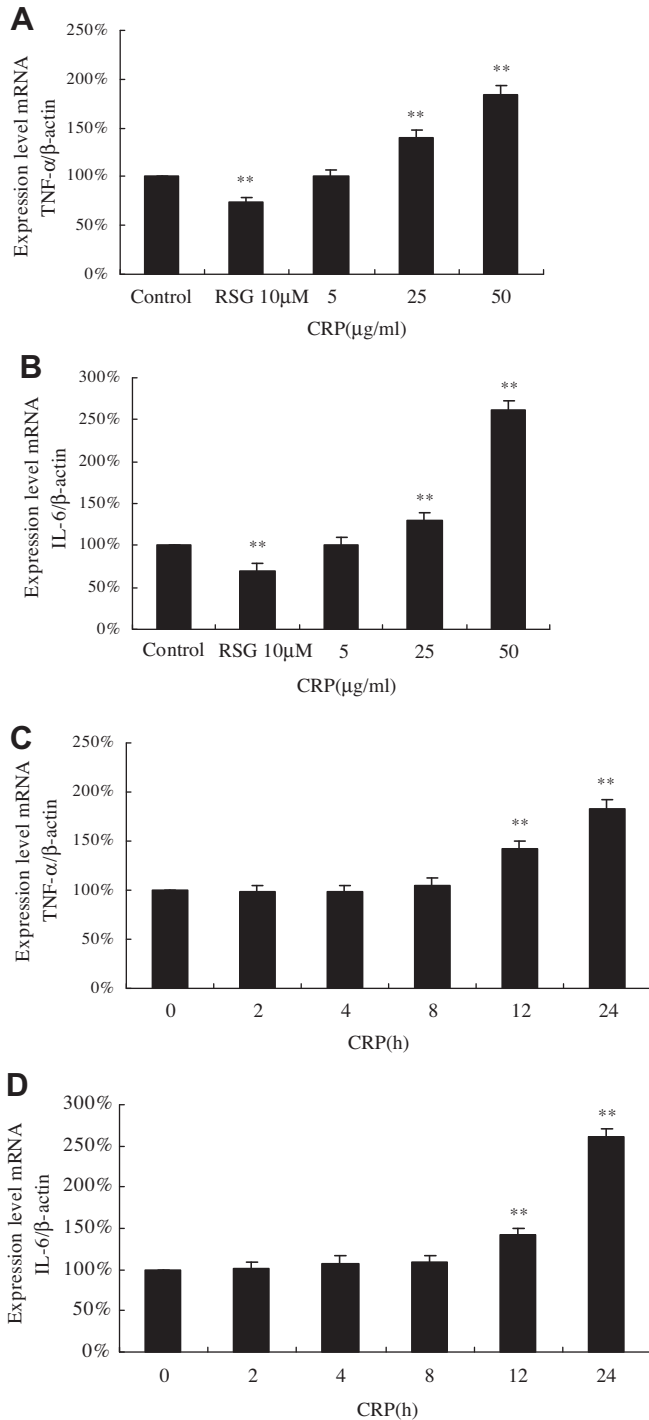 A
Expression level mRNA
TNF-α/β-actin
250%
200%
150%
100%
50%
0%
**
**
**
Control RSG 10μM 5 25 50
CRP(μg/ml)
B
Expression level mRNA
IL-6/β-actin
300%
250%
200%
150%
100%
50%
0%
**
**
**
Control RSG 10μM 5 25 50
CRP(μg/ml)
C
Expression level mRNA
TNF-α/β-actin
250%
200%
150%
100%
50%
0%
**
**
0 2 4 8 12 24
CRP(h)
D
Expression level mRNA
IL-6/β-actin
300%
250%
200%
150%
100%
50%
0%
**
**
0 2 4 8 12 24
CRP(h)